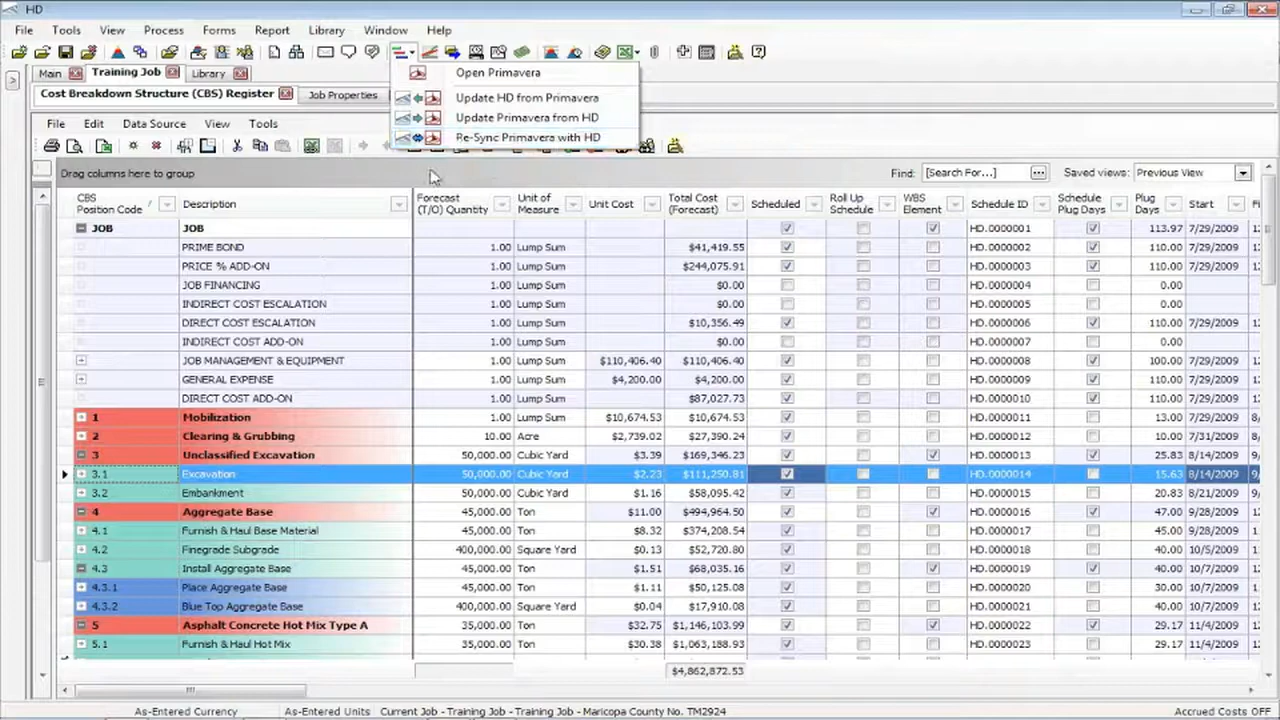 HD
File Tools View Process Forms Report Library Window Help
Main Training Job Library
Open Primavera
Update HD from Primavera
Update Primavera from HD
Re-Sync Primavera with HD
Cost Breakdown Structure (CBS) Register Job Properties
File Edit Data Source View Tools
Drag columns here to group Find: [Search For...] Saved views: Previous View
CBS Position Code / Description Forecast (T/O) Quantity Unit of Measure Unit Cost Total Cost (Forecast) Scheduled Roll Up Schedule WBS Element Schedule ID Schedule Plug Days Plug Days Start
JOB JOB HD.0000001 113.97 7/29/2009
PRIME BOND 1.00 Lump Sum $41,419.55 HD.0000002 110.00 7/29/2009
PRICE % ADD-ON 1.00 Lump Sum $244,075.91 HD.0000003 110.00 7/29/2009
JOB FINANCING 1.00 Lump Sum $0.00 HD.0000004 0.00
INDIRECT COST ESCALATION 1.00 Lump Sum $0.00 HD.0000005 0.00
DIRECT COST ESCALATION 1.00 Lump Sum $10,356.49 HD.0000006 110.00 7/29/2009
INDIRECT COST ADD-ON 1.00 Lump Sum $0.00 HD.0000007 0.00
JOB MANAGEMENT & EQUIPMENT 1.00 Lump Sum $110,406.40 $110,406.40 HD.0000008 100.00 7/29/2009
GENERAL EXPENSE 1.00 Lump Sum $4,200.00 $4,200.00 HD.0000009 110.00 7/29/2009
DIRECT COST ADD-ON 1.00 Lump Sum $87,027.73 HD.0000010 110.00 7/29/2009
1 Mobilization 1.00 Lump Sum $10,674.53 $10,674.53 HD.0000011 13.00 7/29/2009 8/
2 Clearing & Grubbing 10.00 Acre $2,739.02 $27,390.24 HD.0000012 10.00 7/31/2009 8/
3 Unclassified Excavation 50,000.00 Cubic Yard $3.39 $169,346.23 HD.0000013 25.83 8/14/2009 9/
3.1 Excavation 50,000.00 Cubic Yard $2.23 $111,250.81 HD.0000014 15.63 8/14/2009 9/
3.2 Embankment 50,000.00 Cubic Yard $1.16 $58,095.42 HD.0000015 20.83 8/21/2009 9/
4 Aggregate Base 45,000.00 Ton $11.00 $494,964.50 HD.0000016 47.00 9/28/2009
4.1 Furnish & Haul Base Material 45,000.00 Ton $8.32 $374,208.54 HD.0000017 45.00 9/28/2009
4.2 Finegrade Subgrade 400,000.00 Square Yard $0.13 $52,720.80 HD.0000018 40.00 10/5/2009
4.3 Install Aggregate Base 45,000.00 Ton $1.51 $68,035.16 HD.0000019 40.00 10/7/2009
4.3.1 Place Aggregate Base 45,000.00 Ton $1.11 $50,125.08 HD.0000020 30.00 10/7/2009
4.3.2 Blue Top Aggregate Base 400,000.00 Square Yard $0.04 $17,910.08 HD.0000021 40.00 10/7/2009
5 Asphalt Concrete Hot Mix Type A 35,000.00 Ton $32.75 $1,146,103.99 HD.0000022 29.17 11/4/2009
5.1 Furnish & Haul Hot Mix 35,000.00 Ton $30.38 $1,063,188.93 HD.0000023 29.17 11/4/2009
$4,862,872.53
As-Entered Currency As-Entered Units Current Job - Training Job - Training Job - Maricopa County No. TM2924 Accrued Costs OFF